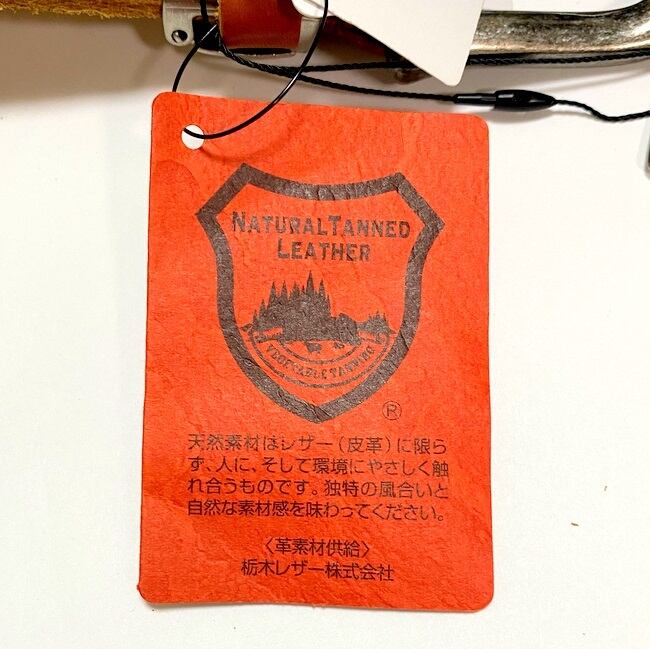 NATURAL TANNED
LEATHER
VEGETABLE TANNING
®
天然素材はレザー（皮革）に限ら
ず、人に、そして環境にやさしく触
れ合うものです。独特の風合いと
自然な素材感を味わってください。
〈革素材供給〉
栃木レザー株式会社